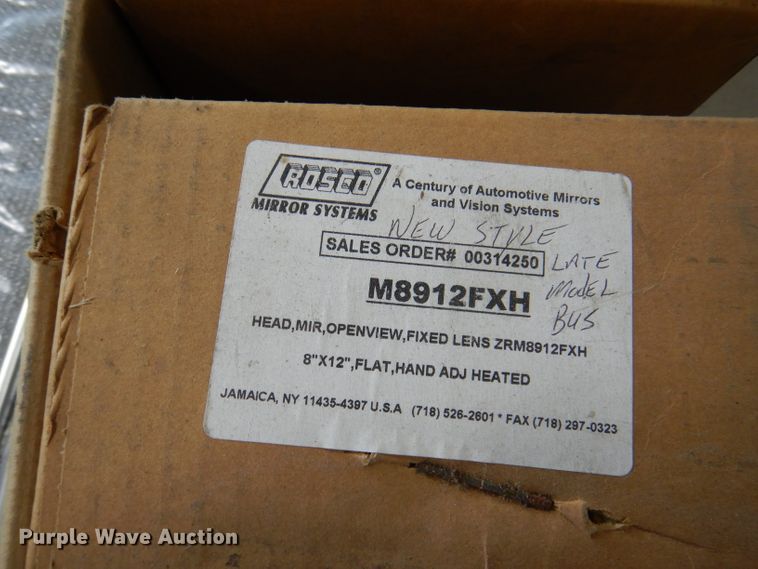 ROSCO®
MIRROR SYSTEMS
A Century of Automotive Mirrors
and Vision Systems
NEW STYLE
LATE
MODEL
BUS
SALES ORDER# 00314250
M8912FXH
HEAD,MIR,OPENVIEW,FIXED LENS ZRM8912FXH
8"X12",FLAT,HAND ADJ HEATED
JAMAICA, NY 11435-4397 U.S.A (718) 526-2601 * FAX (718) 297-0323
Purple Wave Auction